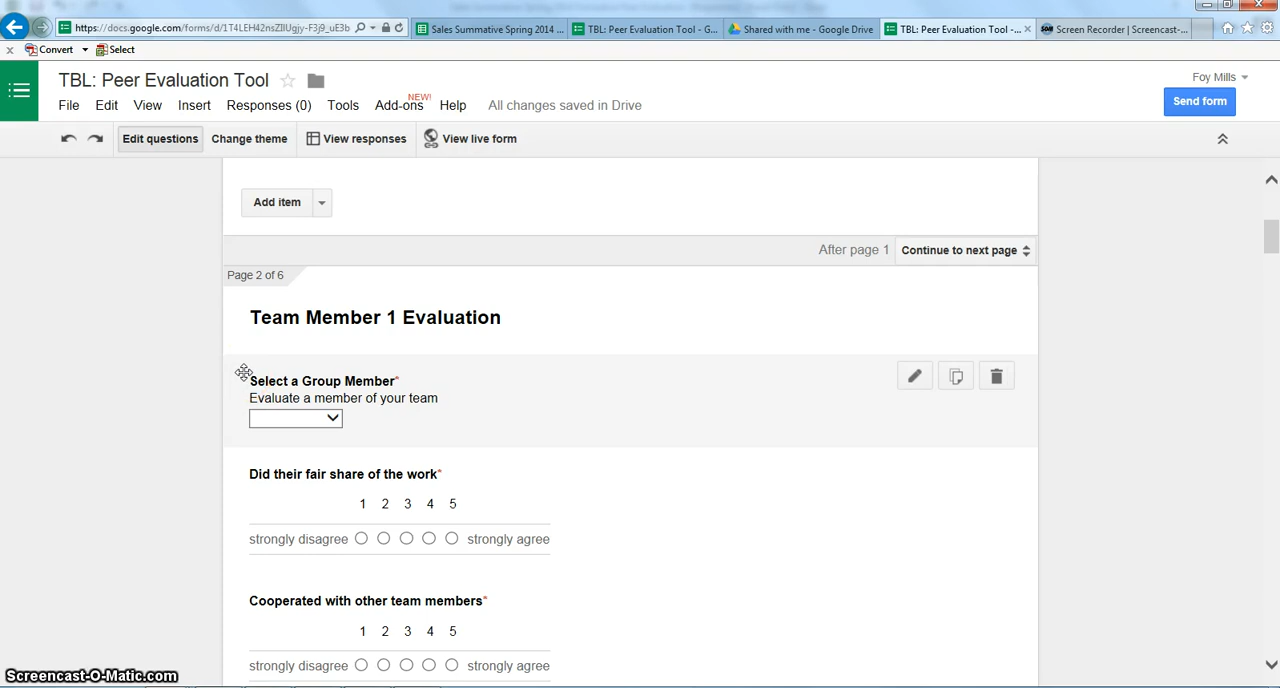 https://docs.google.com/forms/d/1T4LEH42nsZJlUgjy-F3j9_uE3b
Sales Summative Spring 2014 ...
TBL: Peer Evaluation Tool - G...
Shared with me - Google Drive
TBL: Peer Evaluation Tool -...
Screen Recorder | Screencast-...
Convert
Select
TBL: Peer Evaluation Tool
Foy Mills
File Edit View Insert Responses (0) Tools Add-ons NEW! Help All changes saved in Drive
Send form
Edit questions Change theme View responses View live form
Add item
After page 1 Continue to next page
Page 2 of 6
Team Member 1 Evaluation
Select a Group Member*
Evaluate a member of your team
Did their fair share of the work*
1 2 3 4 5
strongly disagree strongly agree
Cooperated with other team members*
1 2 3 4 5
strongly disagree strongly agree
Screencast-O-Matic.com